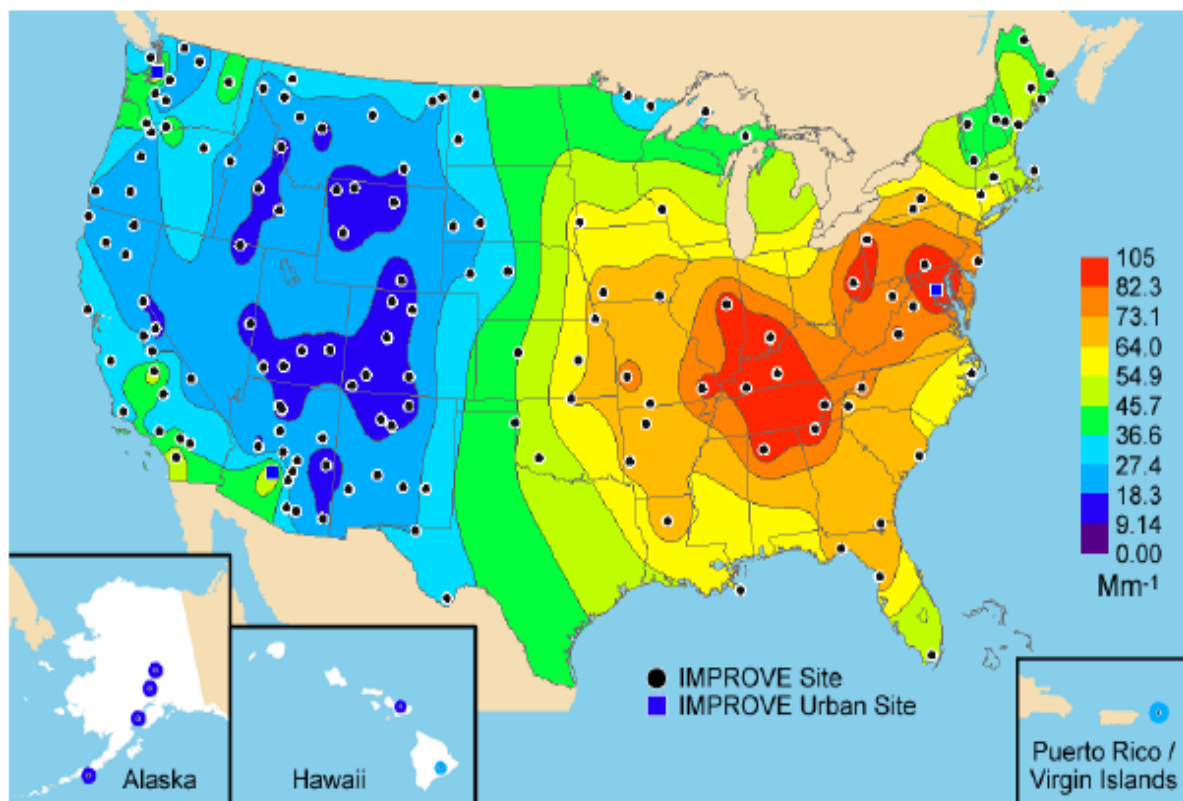 105
82.3
73.1
64.0
54.9
45.7
36.6
27.4
18.3
9.14
0.00
Mm-1
IMPROVE Site
IMPROVE Urban Site
Alaska
Hawaii
Puerto Rico /
Virgin Islands